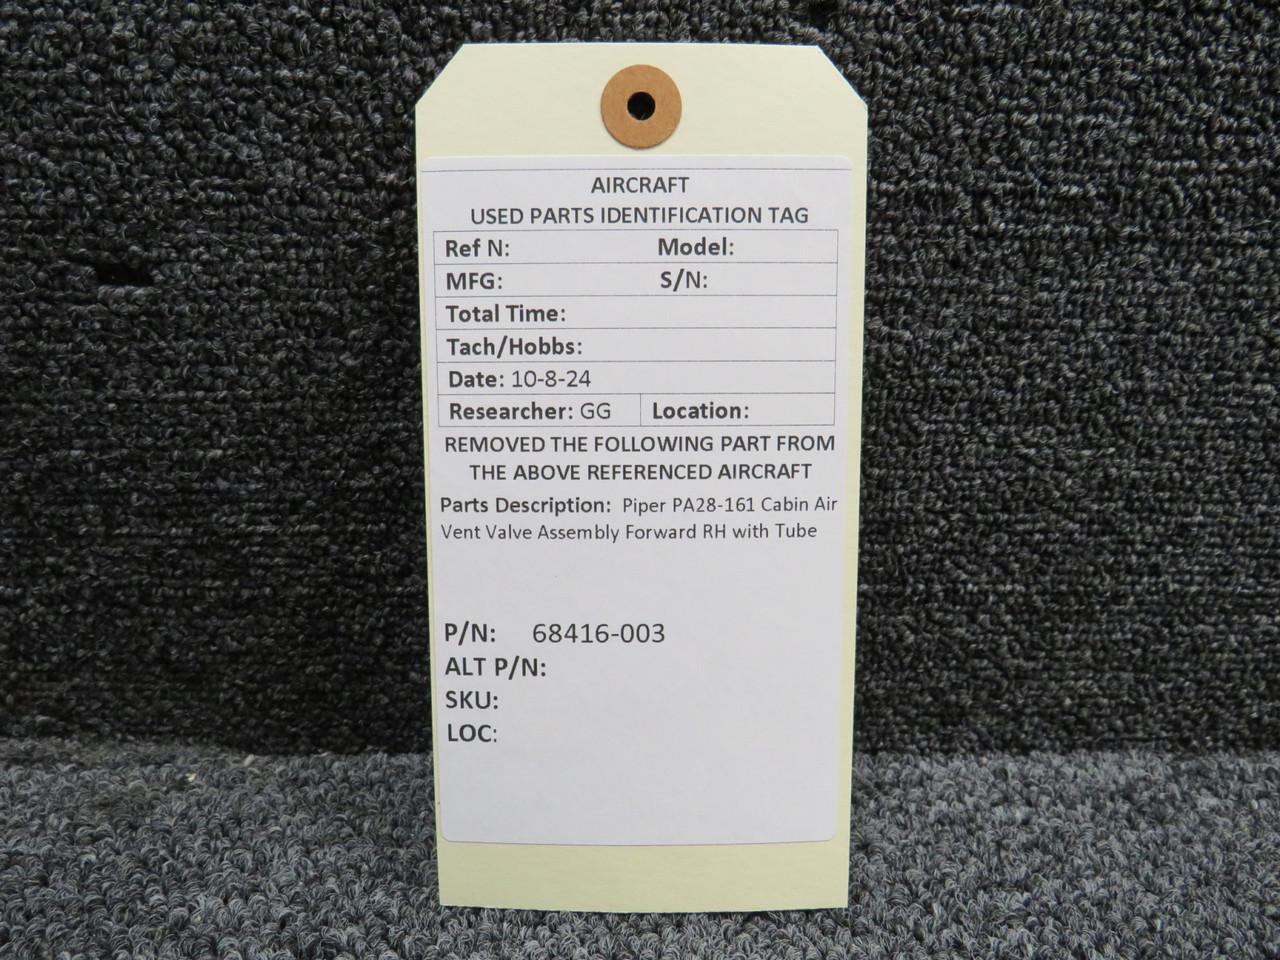 AIRCRAFT
USED PARTS IDENTIFICATION TAG
Ref N: Model:
MFG: S/N:
Total Time:
Tach/Hobbs:
Date: 10-8-24
Researcher: GG Location:
REMOVED THE FOLLOWING PART FROM
THE ABOVE REFERENCED AIRCRAFT
Parts Description: Piper PA28-161 Cabin Air
Vent Valve Assembly Forward RH with Tube
P/N: 68416-003
ALT P/N:
SKU:
LOC: